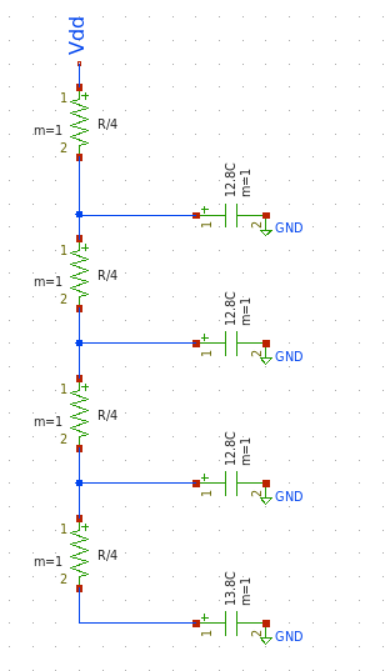 Vdd
1
+
m=1
R/4
2
12.8C
m=1
+
1
2
GND
1
+
m=1
R/4
2
12.8C
m=1
+
1
2
GND
1
+
m=1
R/4
2
12.8C
m=1
+
1
2
GND
1
+
m=1
R/4
2
13.8C
m=1
+
1
2
GND